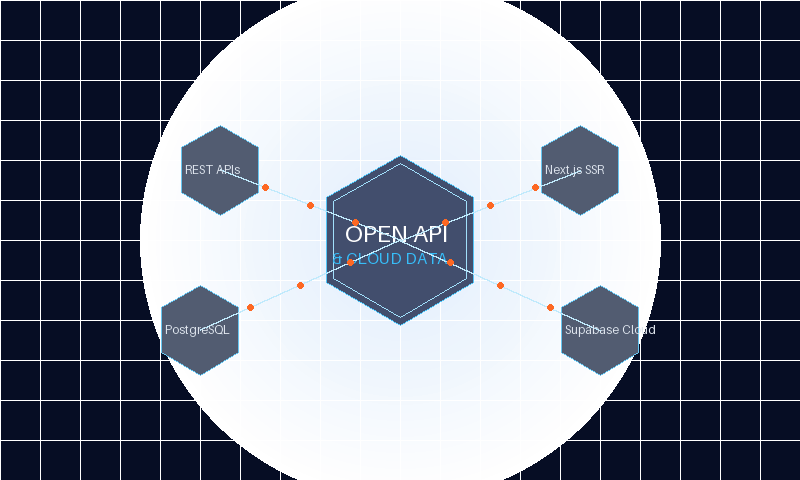 REST APIs
Next.js SSR
OPEN API
& CLOUD DATA
PostgreSQL
Supabase Cloud